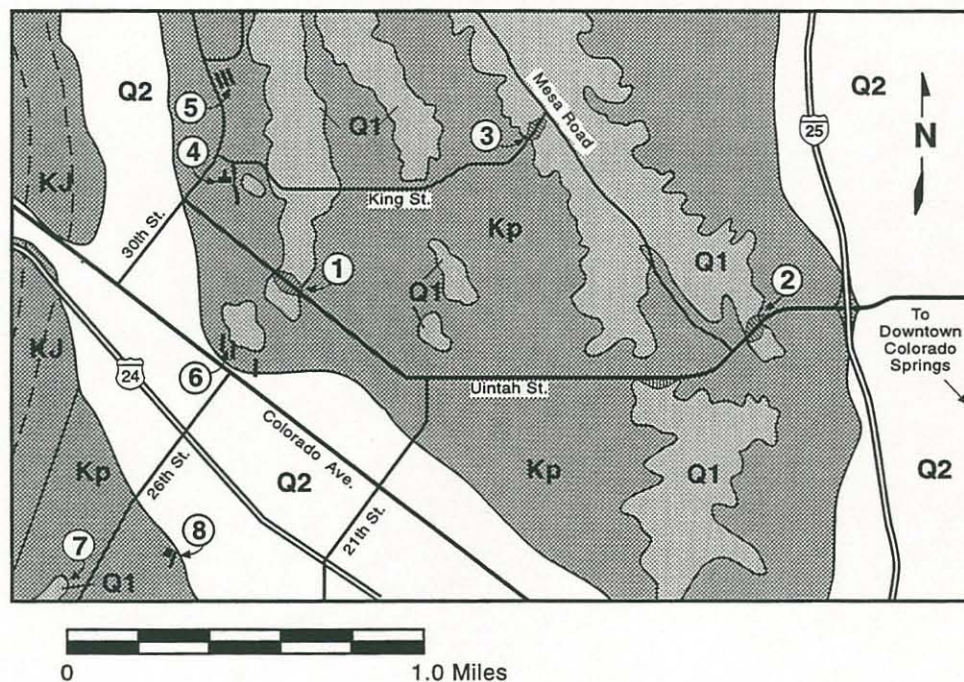 Q2
Q2
5
Q1
3
Mesa Road
25
N
4
KJ
King St.
Kp
30th St.
1
Q1
Q1
2
To
Downtown
Colorado
Springs
KJ
24
6
Uintah St.
Colorado Ave.
Kp
26th St.
Q2
Kp
Q1
Q2
21th St.
7
8
Q1
0
1.0 Miles